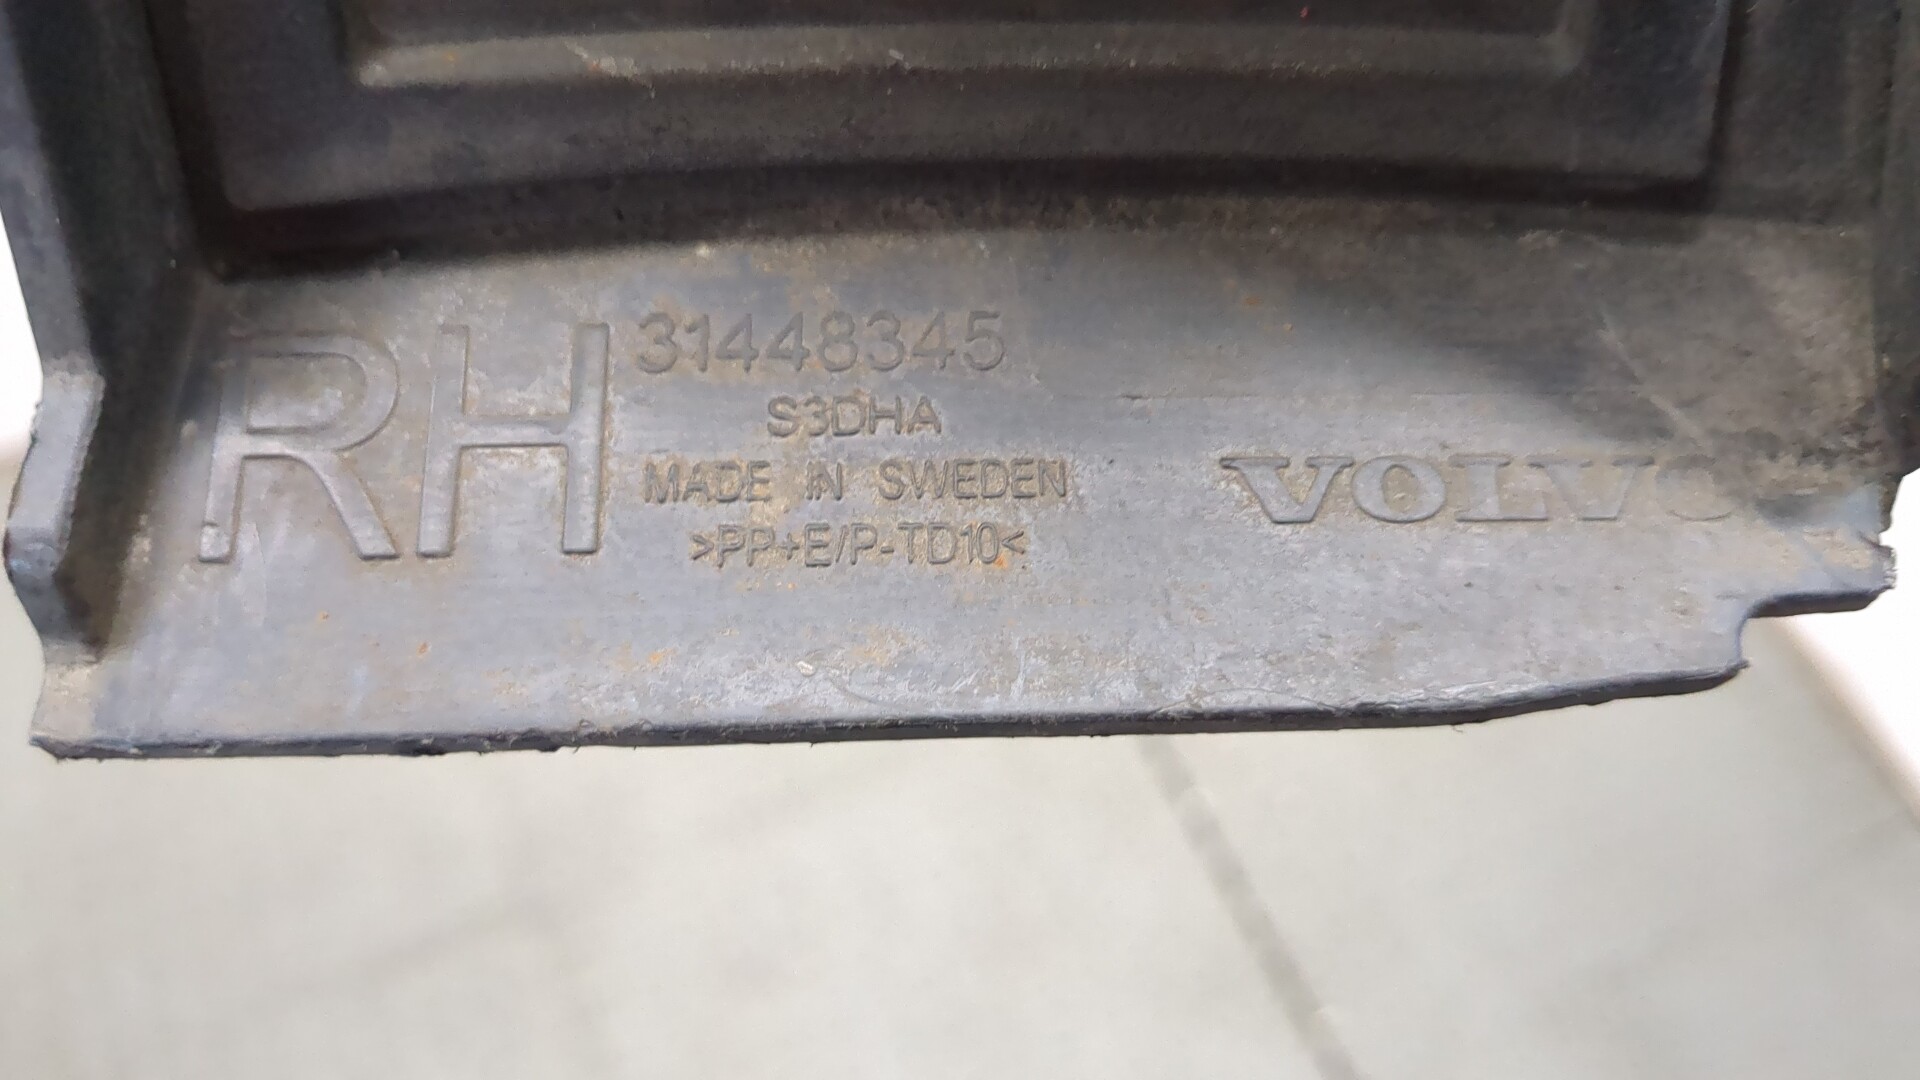 RH
31448345
S3DHA
MADE IN SWEDEN
>PP+E/P-TD10<
VOLVO